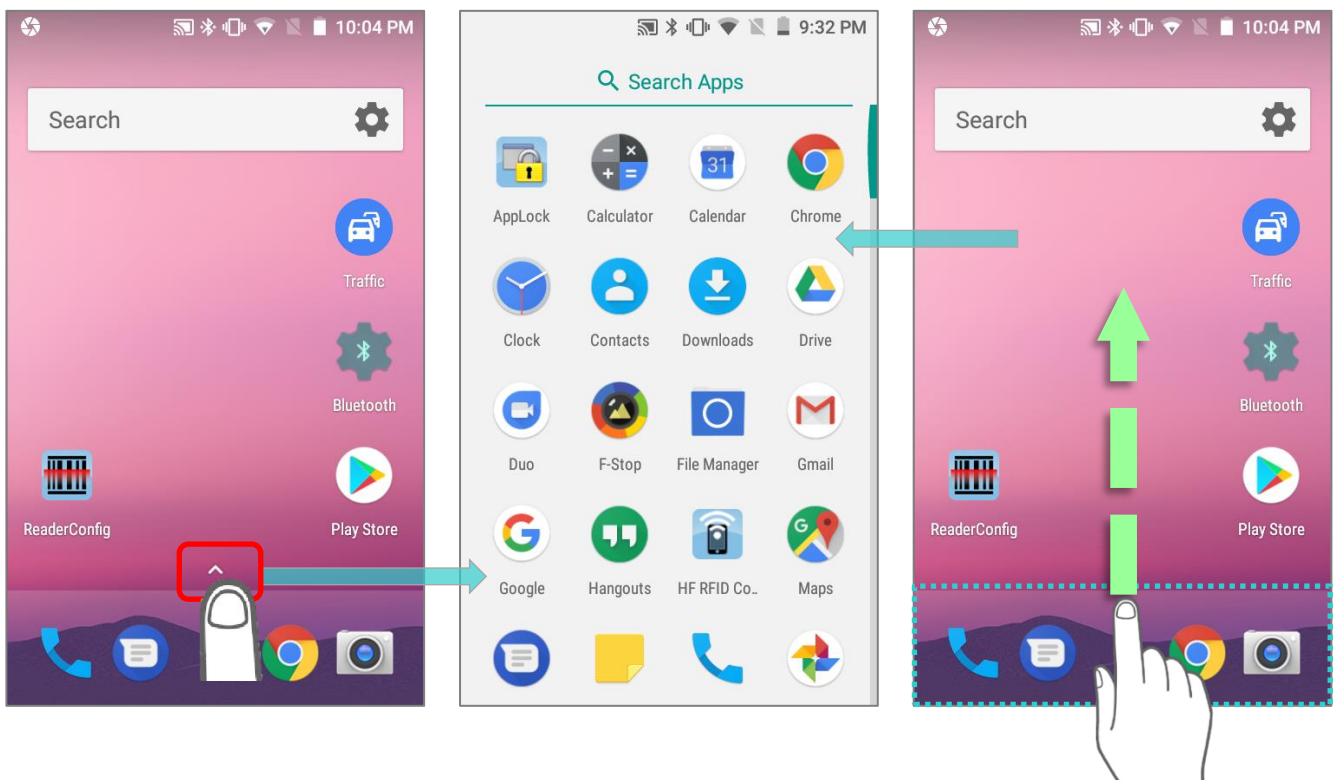 10:04 PM
Search
Traffic
Bluetooth
ReaderConfig
Play Store
9:32 PM
Search Apps
31
AppLock
Calculator
Calendar
Chrome
Clock
Contacts
Downloads
Drive
Duo
F-Stop
File Manager
Gmail
G
G
Google
Hangouts
HF RFID Co..
Maps
10:04 PM
Search
Traffic
Bluetooth
ReaderConfig
Play Store